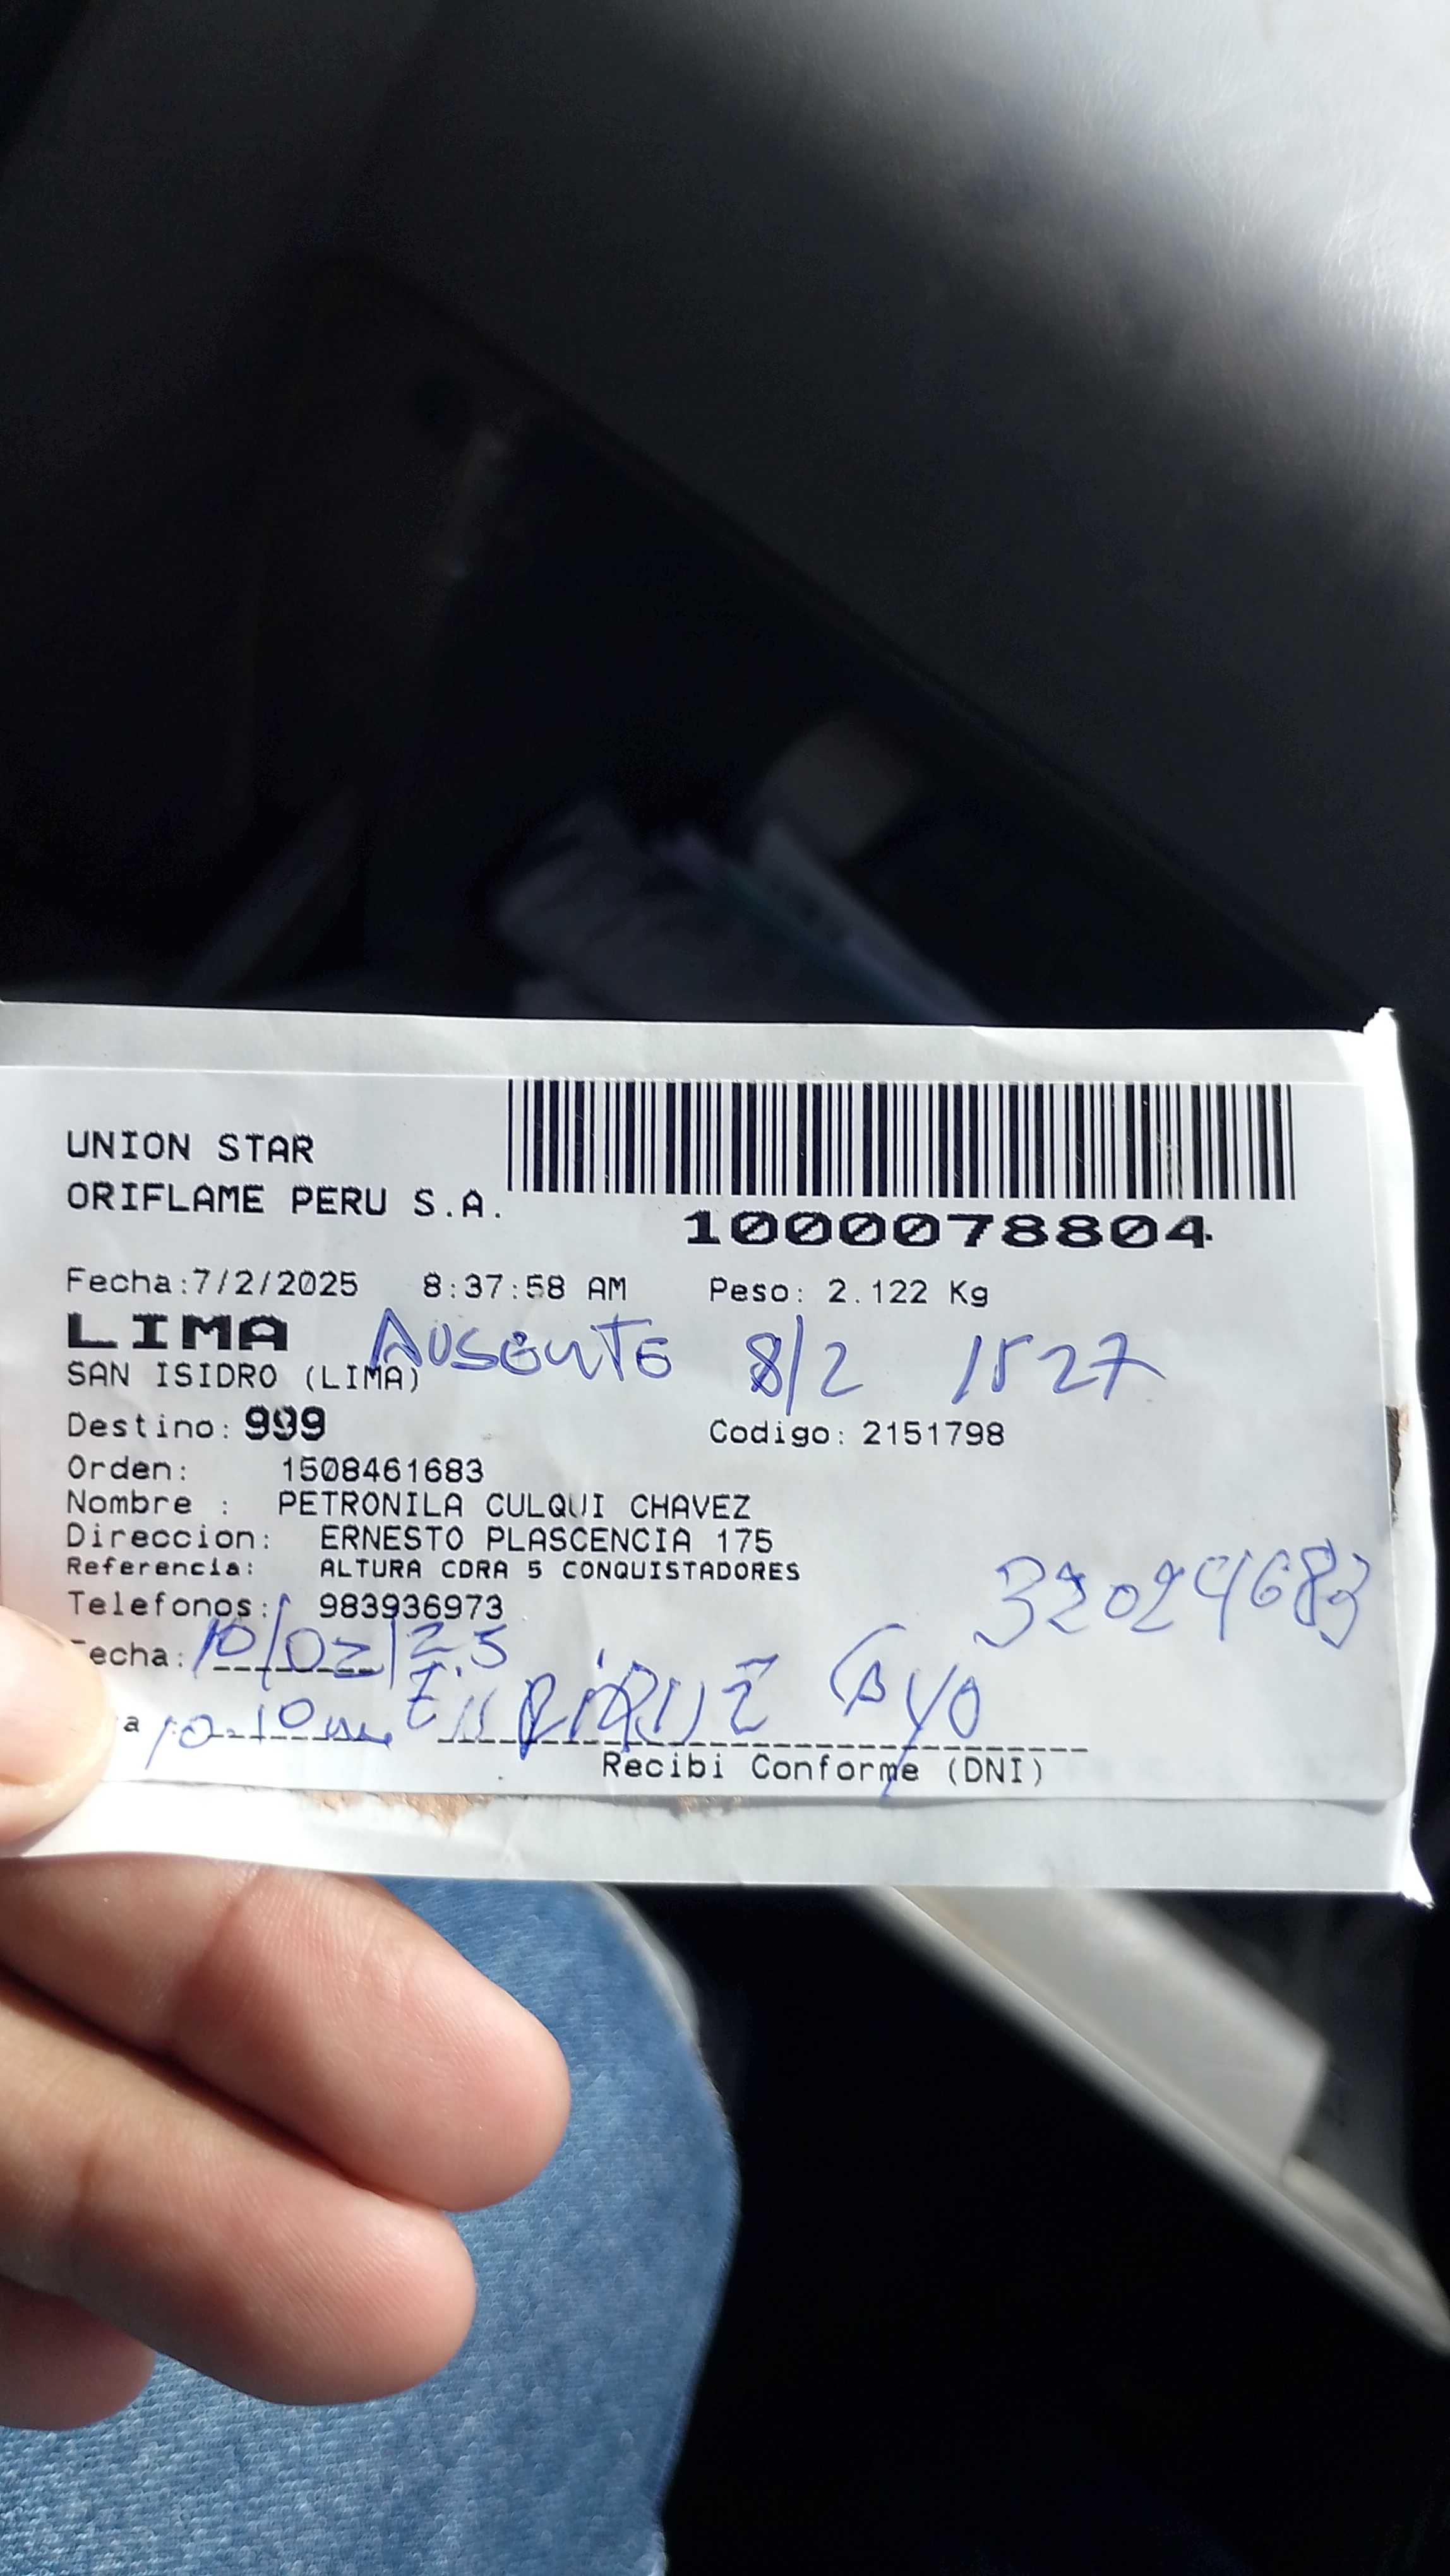 UNION STAR
ORIFLAME PERU S.A.
1000078804
Fecha:7/2/2025 8:37:58 AM Peso: 2.122 Kg
LIMA AUSENTE 8/2 1527
SAN ISIDRO (LIMA)
Destino: 999 Codigo: 2151798
Orden: 1508461683
Nombre : PETRONILA CULQUI CHAVEZ
Direccion: ERNESTO PLASCENCIA 175
Referencia: ALTURA CDRA 5 CONQUISTADORES
Telefonos: 983936973
echa: 10/02/25
a
Recibi Conforme (DNI)